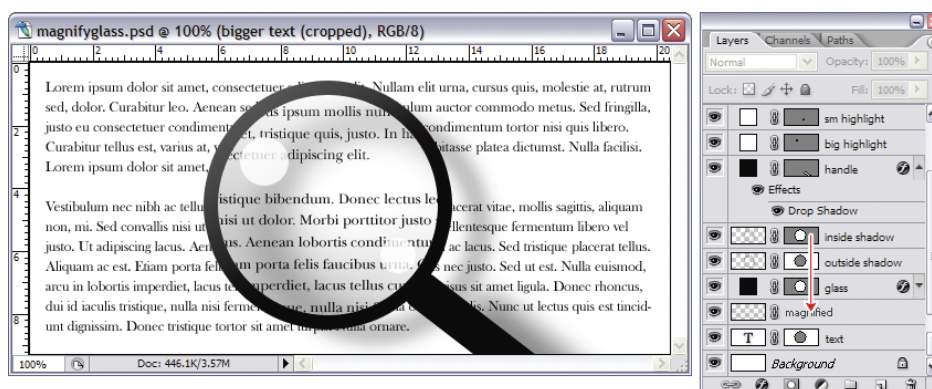 magnifyglass.psd @ 100% (bigger text (cropped), RGB/8)
0 2 4 6 8 10 12 14 16 18 20
0
2
4
6
8
Lorem ipsum dolor sit amet, consectetuer Nullam elit urna, cursus quis, molestie at, rutrum
sed, dolor. Curabitur leo. Aenean ipsum mollis auctor commodo metus. Sed fringilla,
justo eu consectetuer tristique quis, justo. In condimentum tortor nisi quis libero.
Curabitur tellus est, varius at, adipiscing elit. platea dictumst. Nulla facilisi.
Lorem ipsum dolor sit amet,
Vestibulum nec nibh ac tellus bibendum. Donec lectus vitae, mollis sagittis, aliquam
non, mi. Sed convallis nisi ut nisi ut dolor. Morbi porttitor justo fermentum libero vel
justo. Ut adipiscing lacus. Aenean lobortis ac lacus. Sed tristique placerat tellus.
Aliquam ac est. Etiam porta porta felis faucibus urna. nec justo. Sed ut est. Nulla euismod,
arcu in lobortis imperdiet, lacus imperdiet, lacus tellus sit amet ligula. Donec rhoncus,
dui id iaculis tristique, nulla nisi nulla Nunc ut lectus quis est tincid-
unt dignissim. Donec tristique tortor sit amet ornare.
100% Doc: 446.1K/3.57M
Layers Channels Paths
Normal Opacity: 100%
Lock: Fill: 100%
sm highlight
big highlight
handle
Effects
Drop Shadow
inside shadow
outside shadow
glass
magnified
T text
Background